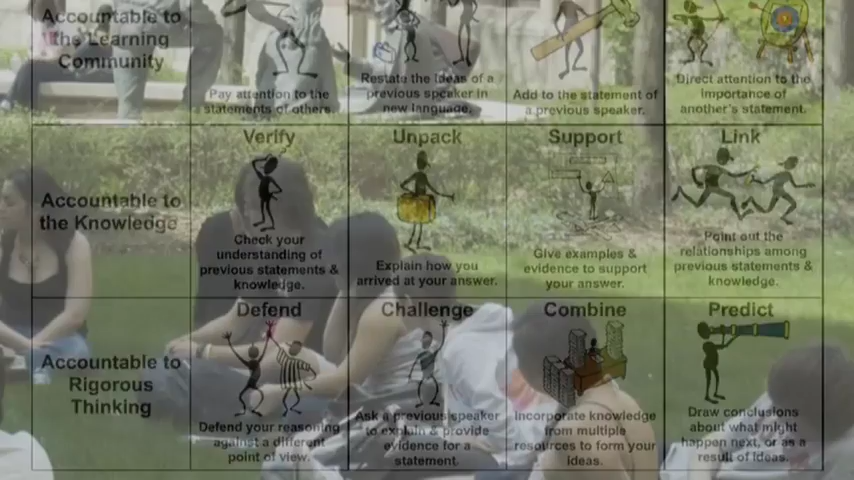 Accountable to
the Learning
Community
Pay attention to the
statements of others.
Restate the ideas of a
previous speaker in
new language.
Add to the statement of
a previous speaker.
Direct attention to the
importance of
another's statement.
Accountable to
the Knowledge
Verify
Check your
understanding of
previous statements &
knowledge.
Unpack
Explain how you
arrived at your answer.
Support
Give examples &
evidence to support
your answer.
Link
Point out the
relationships among
previous statements &
knowledge.
Accountable to
Rigorous
Thinking
Defend
Defend your reasoning
against a different
point of view.
Challenge
Ask a previous speaker
to explain & provide
evidence for a
statement.
Combine
Incorporate knowledge
from multiple
resources to form your
ideas.
Predict
Draw conclusions
about what might
happen next, or as a
result of ideas.